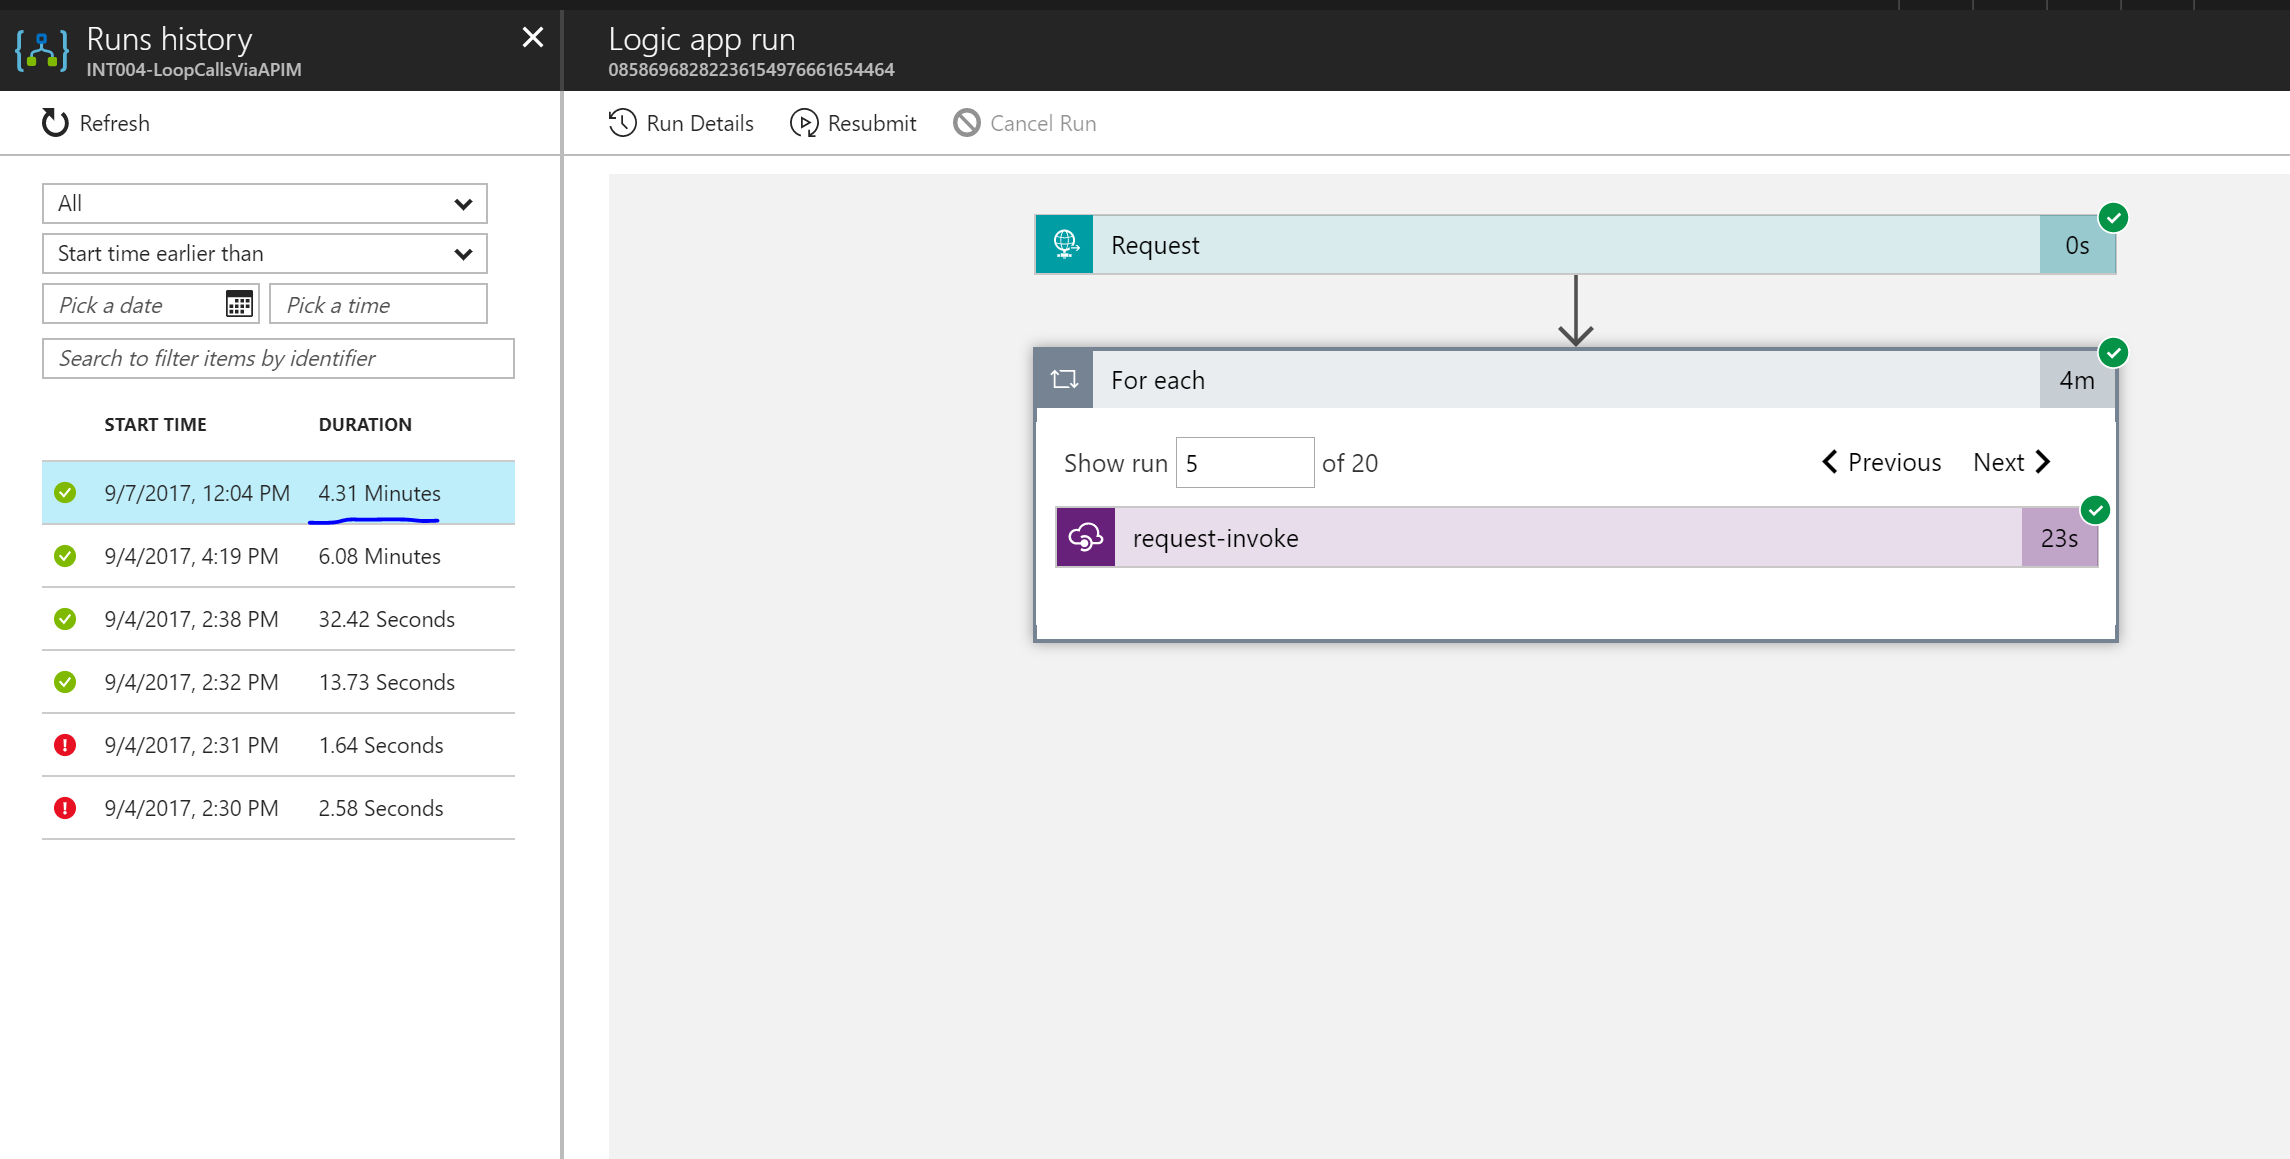 Runs history
INT004-LoopCallsViaAPIM
Refresh
All
Start time earlier than
Pick a date
Pick a time
Search to filter items by identifier
START TIME DURATION
9/7/2017, 12:04 PM 4.31 Minutes
9/4/2017, 4:19 PM 6.08 Minutes
9/4/2017, 2:38 PM 32.42 Seconds
9/4/2017, 2:32 PM 13.73 Seconds
9/4/2017, 2:31 PM 1.64 Seconds
9/4/2017, 2:30 PM 2.58 Seconds
Logic app run
08586968282236154976661654464
Run Details Resubmit Cancel Run
Request 0s
For each 4m
Show run 5 of 20 Previous Next
request-invoke 23s